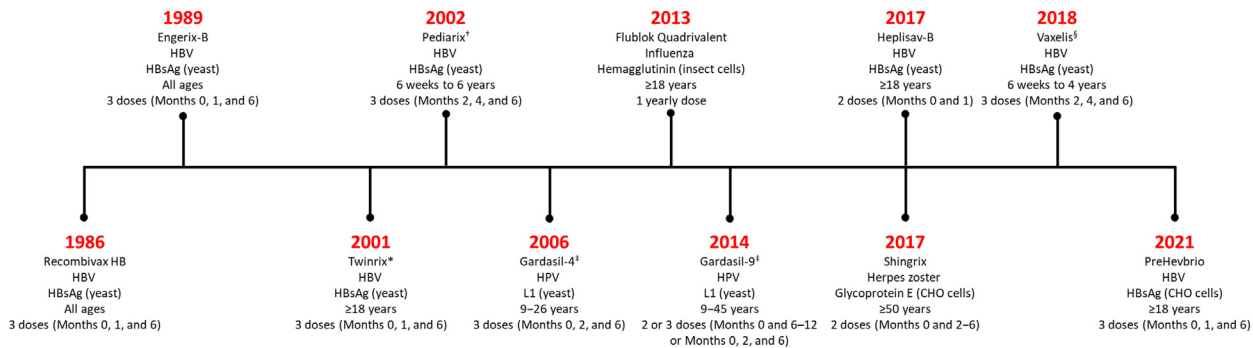 1989
Engerix-B
HBV
HBsAg (yeast)
All ages
3 doses (Months 0, 1, and 6)
2002
Pediarix†
HBV
HBsAg (yeast)
6 weeks to 6 years
3 doses (Months 2, 4, and 6)
2013
Flublok Quadrivalent
Influenza
Hemagglutinin (insect cells)
≥18 years
1 yearly dose
2017
Heplisav-B
HBV
HBsAg (yeast)
≥18 years
2 doses (Months 0 and 1)
2018
Vaxelis§
HBV
HBsAg (yeast)
6 weeks to 4 years
3 doses (Months 2, 4, and 6)
1986
Recombivax HB
HBV
HBsAg (yeast)
All ages
3 doses (Months 0, 1, and 6)
2001
Twinrix*
HBV
HBsAg (yeast)
≥18 years
3 doses (Months 0, 1, and 6)
2006
Gardasil-4‡
HPV
L1 (yeast)
9–26 years
3 doses (Months 0, 2, and 6)
2014
Gardasil-9‡
HPV
L1 (yeast)
9–45 years
2 or 3 doses (Months 0 and 6–12
or Months 0, 2, and 6)
2017
Shingrix
Herpes zoster
Glycoprotein E (CHO cells)
≥50 years
2 doses (Months 0 and 2–6)
2021
PreHevbrio
HBV
HBsAg (CHO cells)
≥18 years
3 doses (Months 0, 1, and 6)